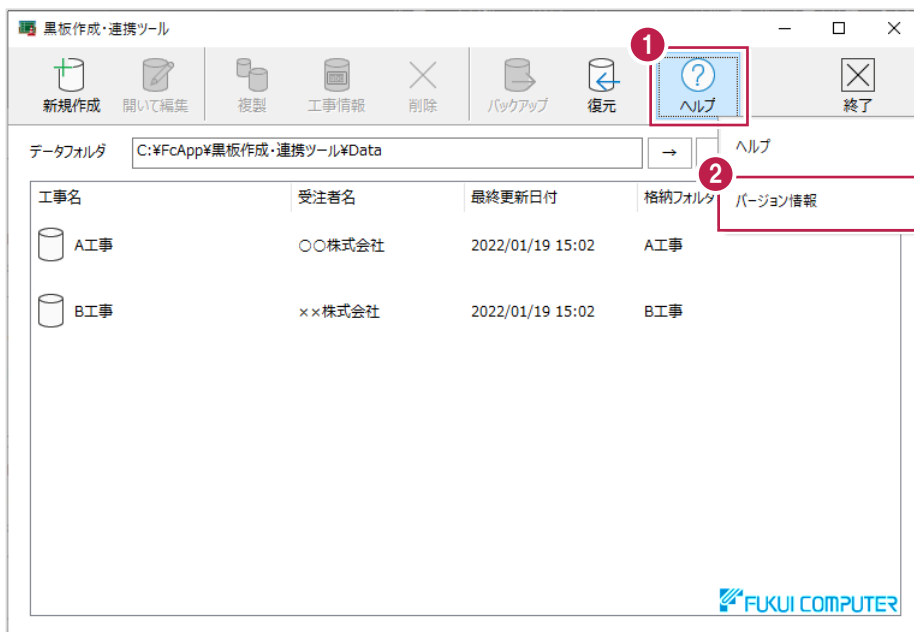 黒板作成・連携ツール
1
新規作成 開いて編集 複製 工事情報 削除 バックアップ 復元 ヘルプ 終了
データフォルダ C:¥FcApp¥黒板作成・連携ツール¥Data → ヘルプ
2
工事名 受注者名 最終更新日付 格納フォルダ バージョン情報
A工事 〇〇株式会社 2022/01/19 15:02 A工事
B工事 ××株式会社 2022/01/19 15:02 B工事
FUKUI COMPUTER